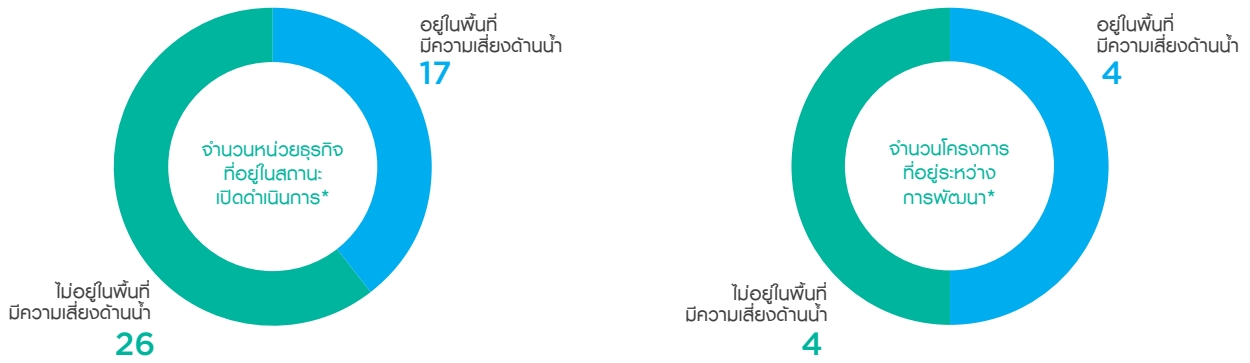 อยู่ในพื้นที่
มีความเสี่ยงด้านน้ำ
17
จำนวนหน่วยธุรกิจ
ที่อยู่ในสถานะ
เปิดดำเนินการ*
ไม่อยู่ในพื้นที่
มีความเสี่ยงด้านน้ำ
26
อยู่ในพื้นที่
มีความเสี่ยงด้านน้ำ
4
จำนวนโครงการ
ที่อยู่ระหว่าง
การพัฒนา*
ไม่อยู่ในพื้นที่
มีความเสี่ยงด้านน้ำ
4